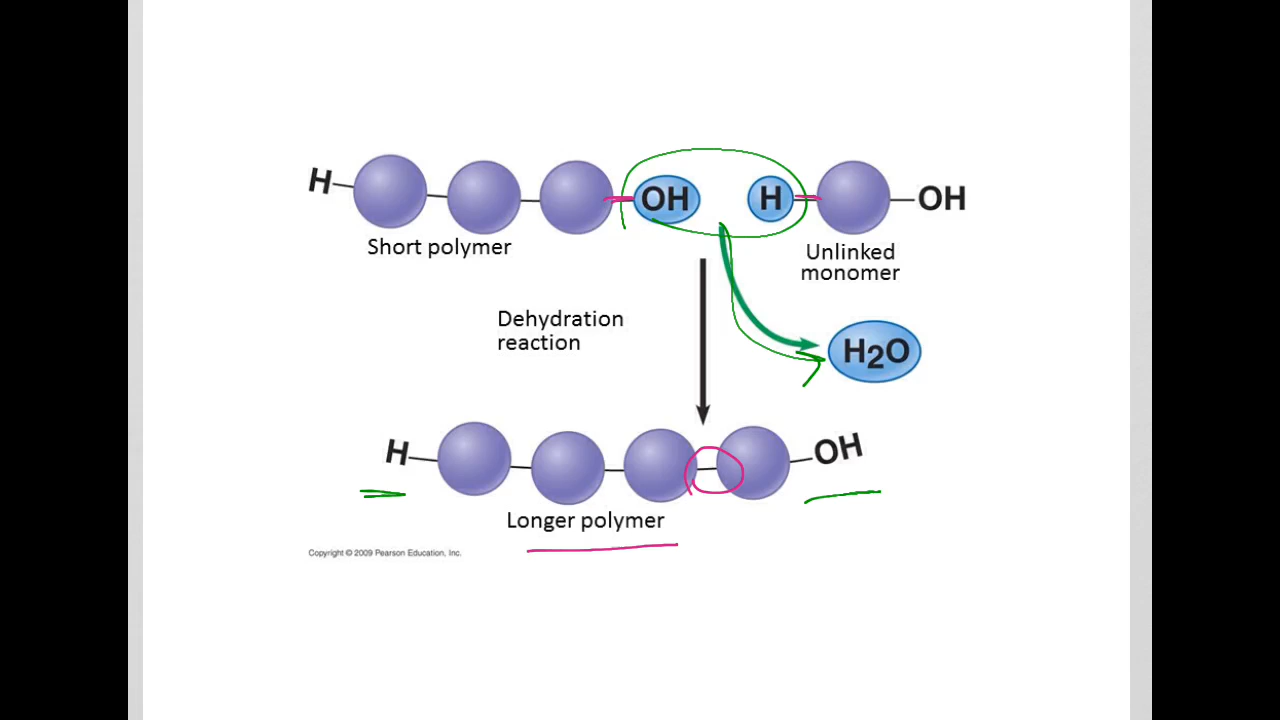 H OH H OH
Short polymer
Unlinked
monomer
Dehydration
reaction
H2O
H OH
Longer polymer
Copyright © 2009 Pearson Education, Inc.